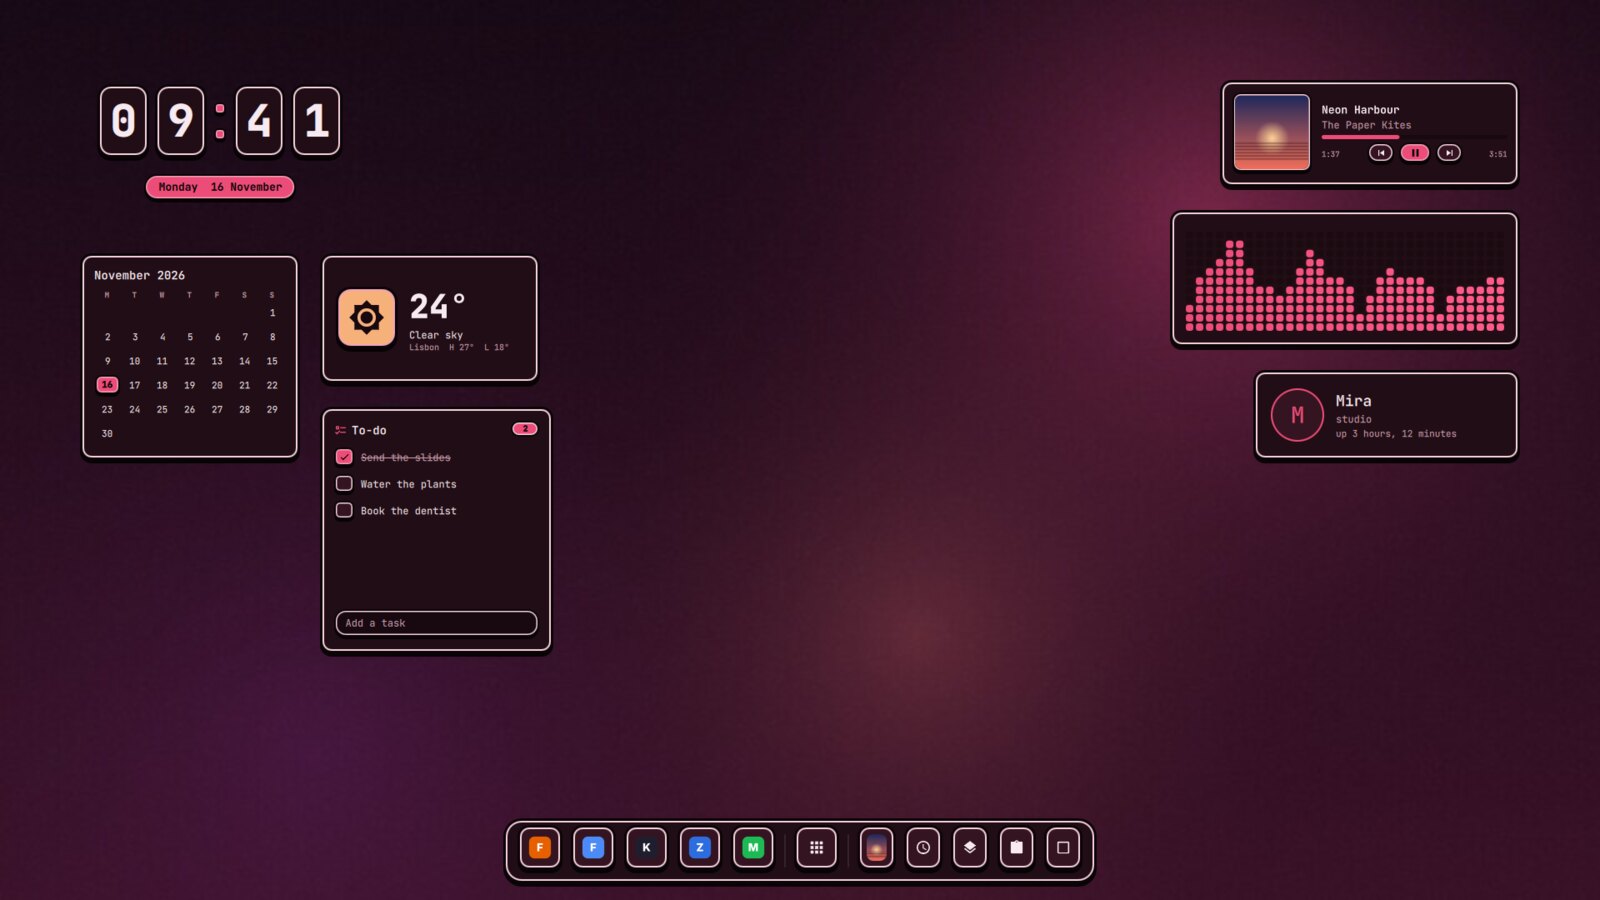 09:41
Monday 16 November
November 2026
M T W T F S S
1
2 3 4 5 6 7 8
9 10 11 12 13 14 15
16 17 18 19 20 21 22
23 24 25 26 27 28 29
30
24°
Clear sky
Lisbon H 27° L 18°
To-do 2
Send the slides
Water the plants
Book the dentist
Add a task
Neon Harbour
The Paper Kites
1:37 3:51
M
Mira
studio
up 3 hours, 12 minutes
F F K Z M